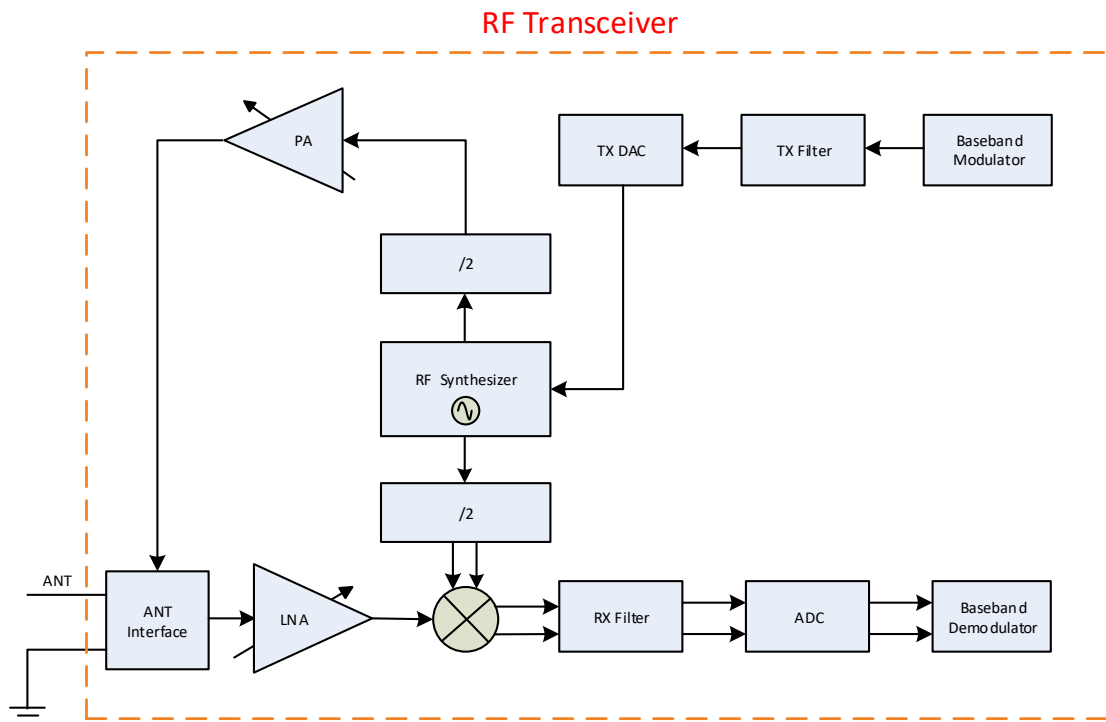 RF Transceiver
PA
TX DAC
TX Filter
Baseband
Modulator
/2
RF Synthesizer
/2
ANT
ANT
Interface
LNA
RX Filter
ADC
Baseband
Demodulator